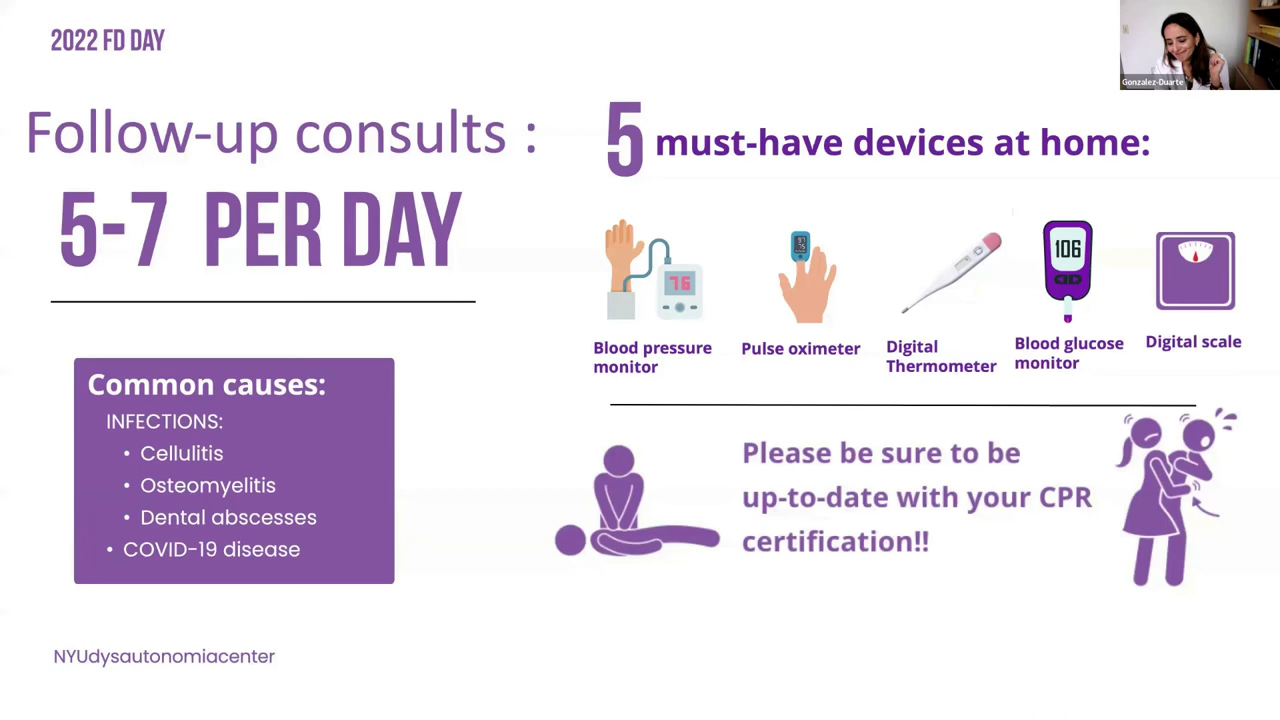 2022 FD DAY
Gonzalez-Duarte
Follow-up consults :
5-7 PER DAY
Common causes:
INFECTIONS:
• Cellulitis
• Osteomyelitis
• Dental abscesses
• COVID-19 disease
NYUdysautonomiacenter
5 must-have devices at home:
76
106
Blood pressure
monitor
Pulse oximeter
Digital
Thermometer
Blood glucose
monitor
Digital scale
Please be sure to be
up-to-date with your CPR
certification!!